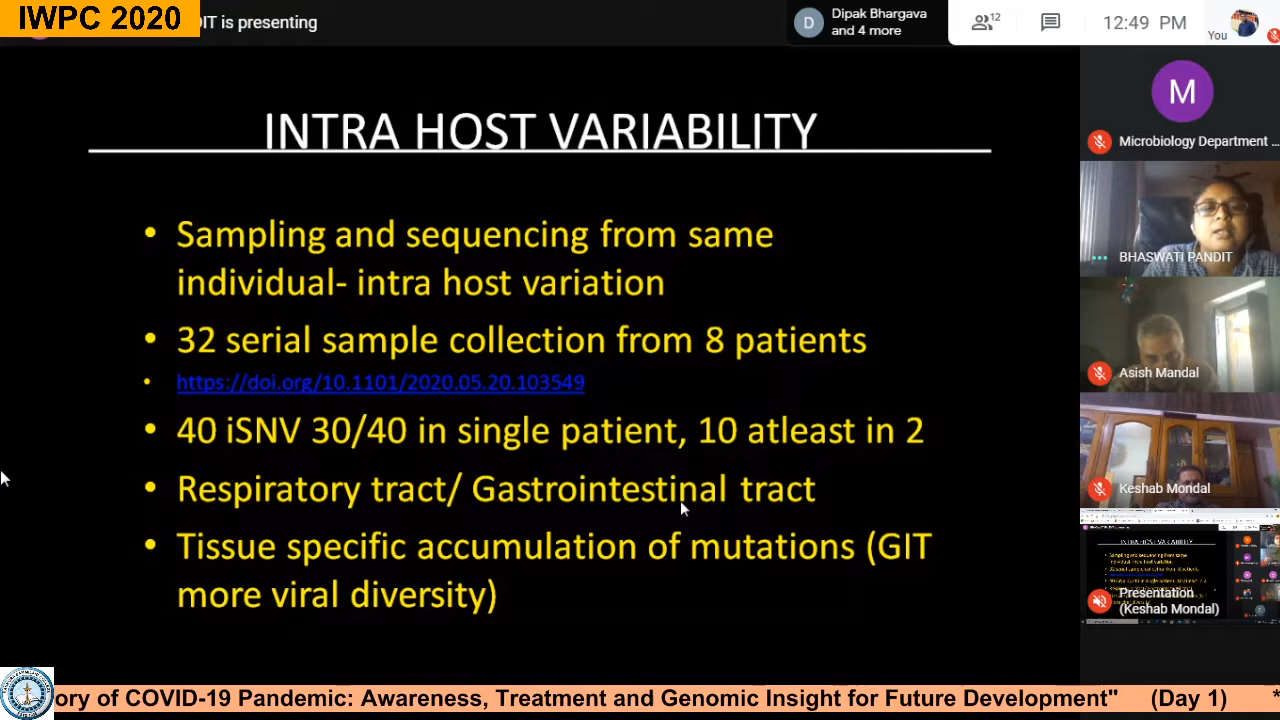 IWPC 2020
DIT is presenting
D
Dipak Bhargava
and 4 more
12
12:49 PM
You
INTRA HOST VARIABILITY
• Sampling and sequencing from same
individual- intra host variation
• 32 serial sample collection from 8 patients
• https://doi.org/10.1101/2020.05.20.103549
• 40 iSNV 30/40 in single patient, 10 atleast in 2
• Respiratory tract/ Gastrointestinal tract
• Tissue specific accumulation of mutations (GIT
more viral diversity)
M
Microbiology Department ...
BHASWATI PANDIT
Asish Mandal
Keshab Mondal
INTRA HOST VARIABILITY
Presentation
(Keshab Mondal)
ory of COVID-19 Pandemic: Awareness, Treatment and Genomic Insight for Future Development" (Day 1) *